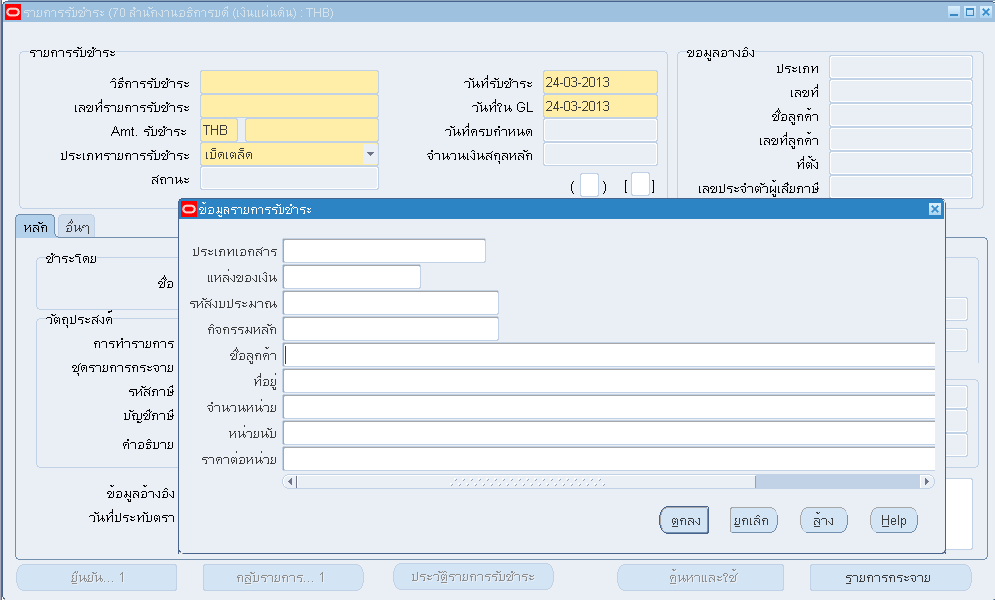 รายการรับชำระ (70 สำนักงานอธิการบดี (เงินแผ่นดิน) : THB)
รายการรับชำระ
ข้อมูลอ้างอิง
วิธีการรับชำระ
วันที่รับชำระ 24-03-2013
ประเภท
เลขที่รายการรับชำระ
วันที่ใน GL 24-03-2013
เลขที่
Amt. รับชำระ THB
วันที่ครบกำหนด
ชื่อลูกค้า
ประเภทรายการรับชำระ เบ็ดเตล็ด
จำนวนเงินสกุลหลัก
เลขที่ลูกค้า
สถานะ
ที่ตั้ง
( ) [ ]
เลขประจำตัวผู้เสียภาษี
หลัก อื่นๆ
ข้อมูลรายการรับชำระ
ชำระโดย
ชื่อ
วัตถุประสงค์
การทำรายการ
ชุดรายการกระจาย
รหัสภาษี
บัญชีภาษี
คำอธิบาย
ข้อมูลอ้างอิง
วันที่ประทับตรา
ประเภทเอกสาร
แหล่งของเงิน
รหัสงบประมาณ
กิจกรรมหลัก
ชื่อลูกค้า
ที่อยู่
จำนวนหน่วย
หน่วยนับ
ราคาต่อหน่วย
ตกลง ยกเลิก ล้าง Help
ยืนยัน... 1 กลับรายการ... 1 ประวัติรายการรับชำระ ค้นหาและใช้ รายการกระจาย